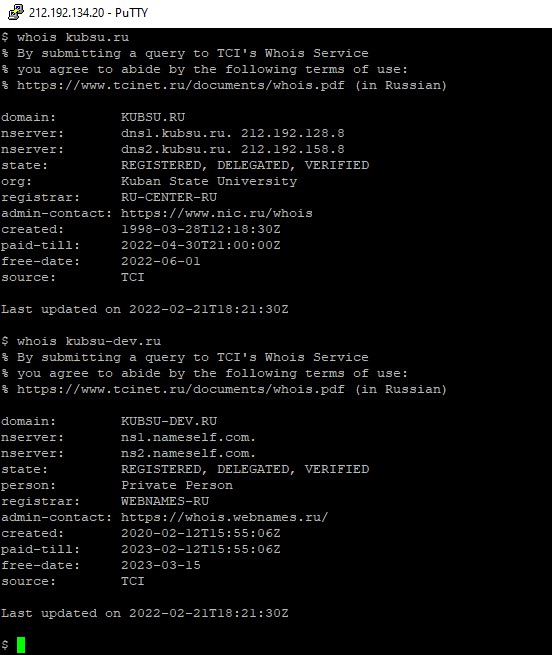 212.192.134.20 - PuTTY
$ whois kubsu.ru
% By submitting a query to TCI's Whois Service
% you agree to abide by the following terms of use:
% https://www.tcinet.ru/documents/whois.pdf (in Russian)
domain:        KUBSU.RU
nserver:       dns1.kubsu.ru. 212.192.128.8
nserver:       dns2.kubsu.ru. 212.192.158.8
state:         REGISTERED, DELEGATED, VERIFIED
org:           Kuban State University
registrar:     RU-CENTER-RU
admin-contact: https://www.nic.ru/whois
created:       1998-03-28T12:18:30Z
paid-till:     2022-04-30T21:00:00Z
free-date:     2022-06-01
source:        TCI
Last updated on 2022-02-21T18:21:30Z
$ whois kubsu-dev.ru
% By submitting a query to TCI's Whois Service
% you agree to abide by the following terms of use:
% https://www.tcinet.ru/documents/whois.pdf (in Russian)
domain:        KUBSU-DEV.RU
nserver:       ns1.nameself.com.
nserver:       ns2.nameself.com.
state:         REGISTERED, DELEGATED, VERIFIED
person:        Private Person
registrar:     WEBNAMES-RU
admin-contact: https://whois.webnames.ru/
created:       2020-02-12T15:55:06Z
paid-till:     2023-02-12T15:55:06Z
free-date:     2023-03-15
source:        TCI
Last updated on 2022-02-21T18:21:30Z
$